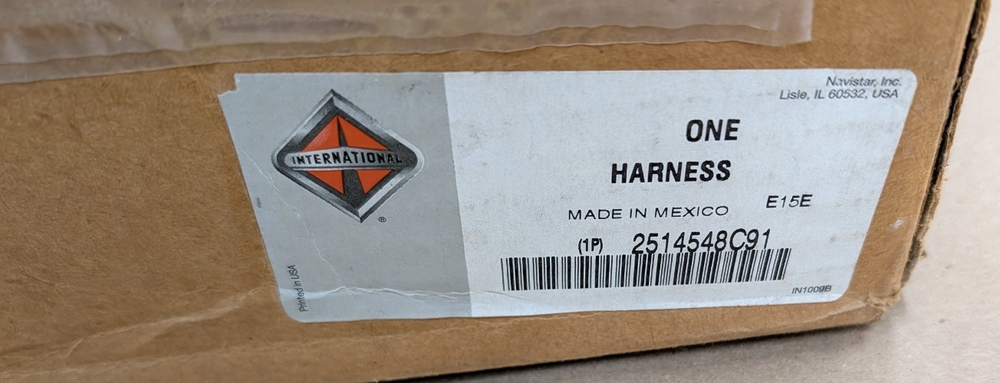 Navistar, Inc.
Lisle, IL 60532, USA
INTERNATIONAL
®
ONE
HARNESS
MADE IN MEXICO E15E
(1P) 2514548C91
IN1009B
Printed in USA